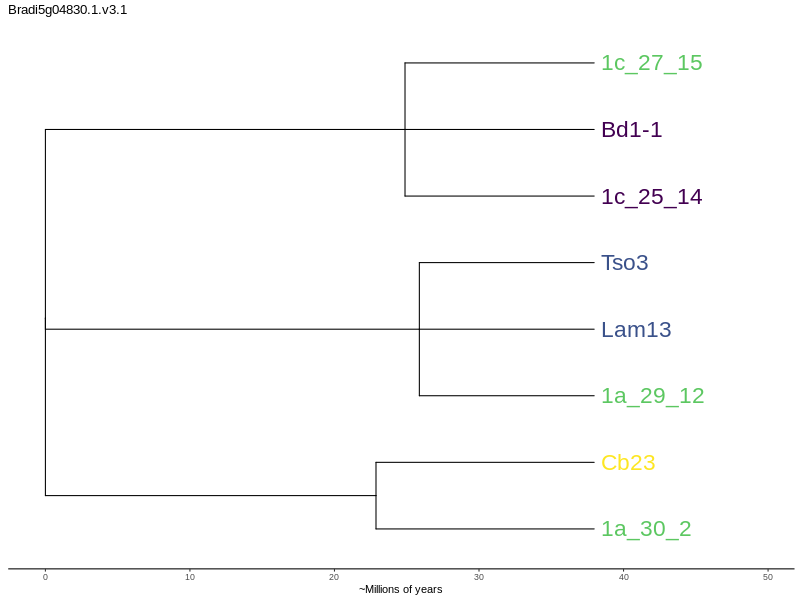 Bradi5g04830.1.v3.1
1c_27_15
Bd1-1
1c_25_14
Tso3
Lam13
1a_29_12
Cb23
1a_30_2
0 10 20 30 40 50
~Millions of years